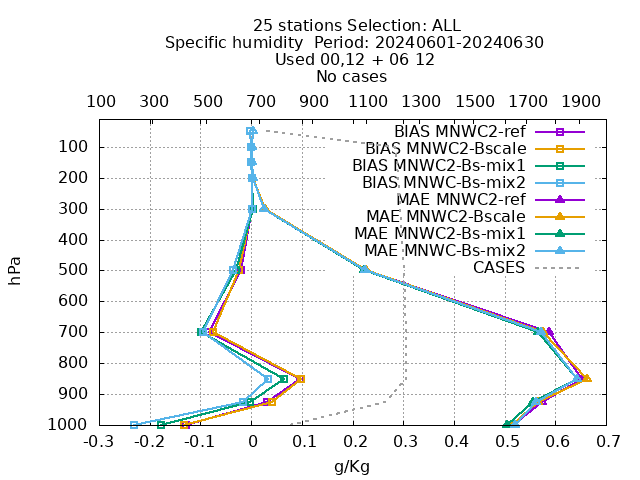 25 stations Selection: ALL
Specific humidity  Period: 20240601-20240630
Used 00,12 + 06 12
No cases
100 300 500 700 900 1100 1300 1500 1700 1900
BIAS MNWC2-ref
BIAS MNWC2-Bscale
BIAS MNWC2-Bs-mix1
BIAS MNWC-Bs-mix2
MAE MNWC2-ref
MAE MNWC2-Bscale
MAE MNWC2-Bs-mix1
MAE MNWC-Bs-mix2
CASES
hPa
100
200
300
400
500
600
700
800
900
1000
-0.3 -0.2 -0.1 0 0.1 0.2 0.3 0.4 0.5 0.6 0.7
g/Kg